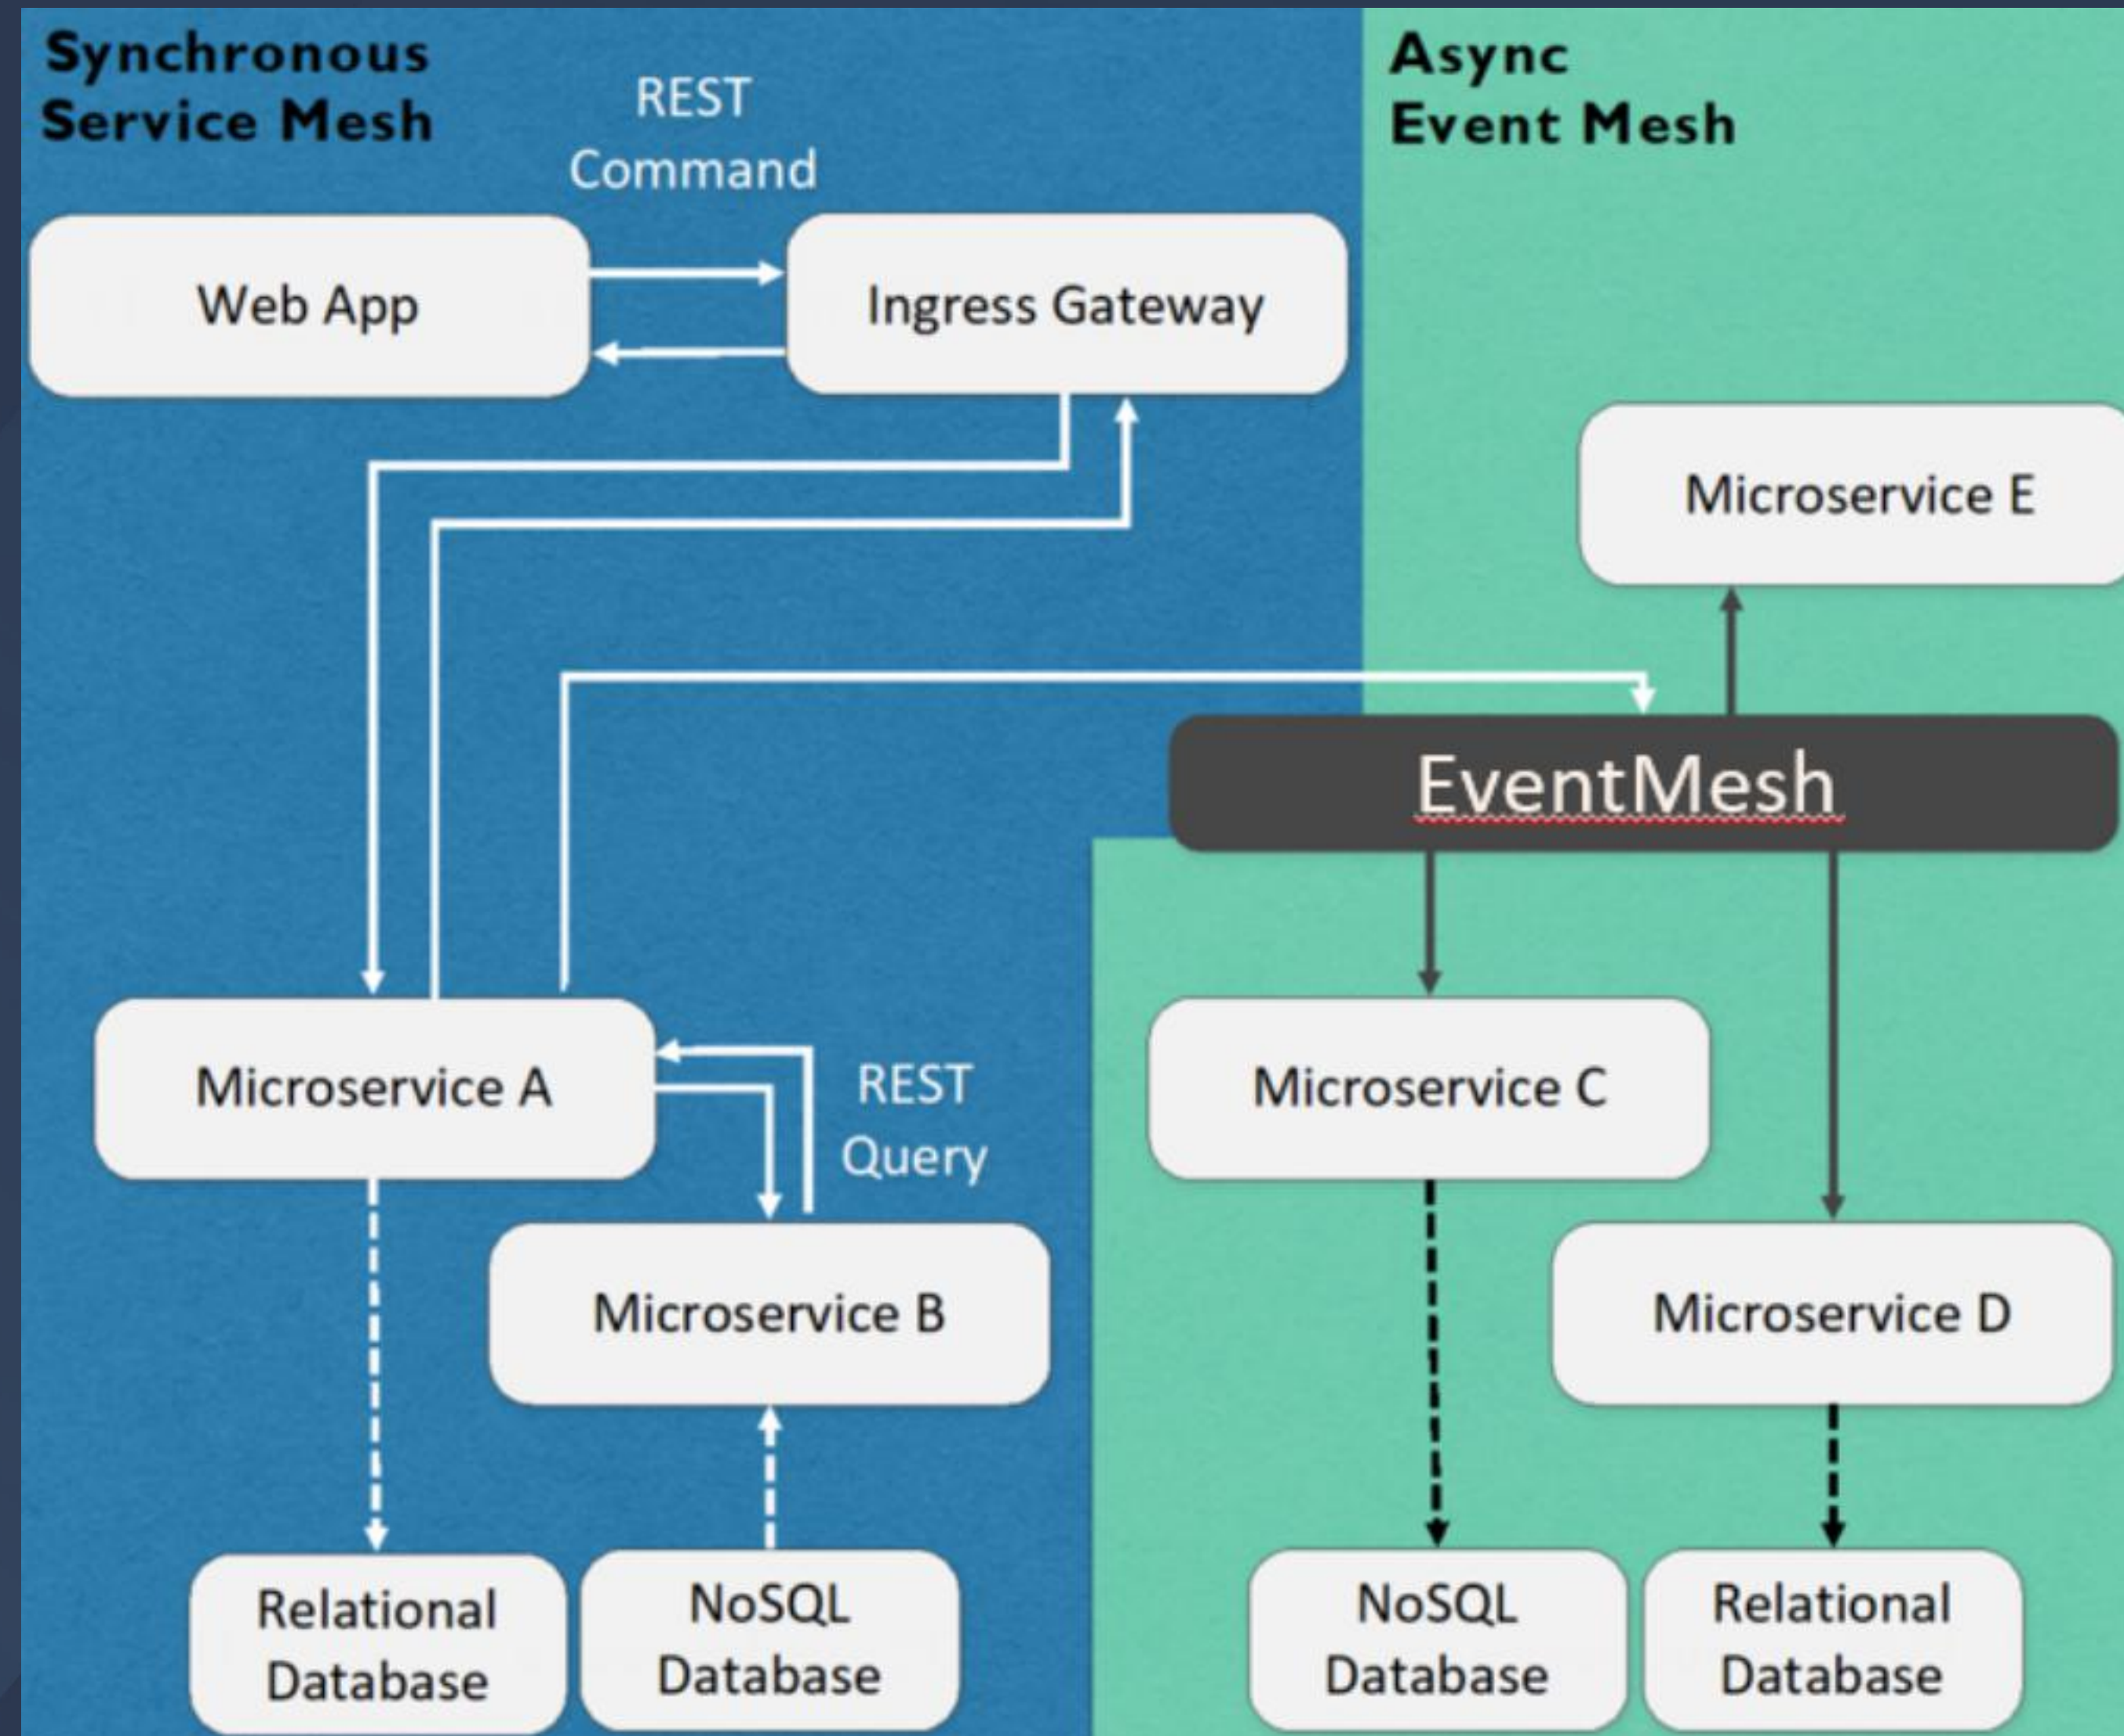 Synchronous
Service Mesh
REST
Command
Async
Event Mesh
Web App
Ingress Gateway
Microservice E
EventMesh
Microservice A
REST
Query
Microservice C
Microservice B
Microservice D
Relational
Database
NoSQL
Database
NoSQL
Database
Relational
Database